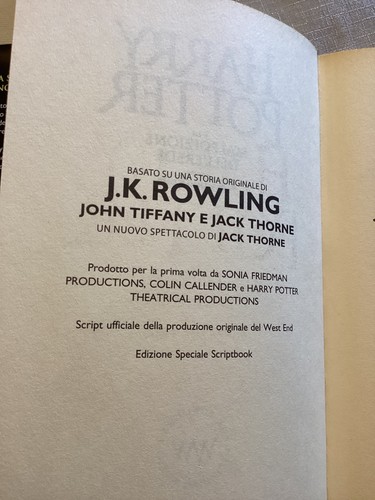 BASATO SU UNA STORIA ORIGINALE DI
J.K. ROWLING
JOHN TIFFANY E JACK THORNE
UN NUOVO SPETTACOLO DI JACK THORNE
Prodotto per la prima volta da SONIA FRIEDMAN
PRODUCTIONS, COLIN CALLENDER e HARRY POTTER
THEATRICAL PRODUCTIONS
Script ufficiale della produzione originale del West End
Edizione Speciale Scriptbook